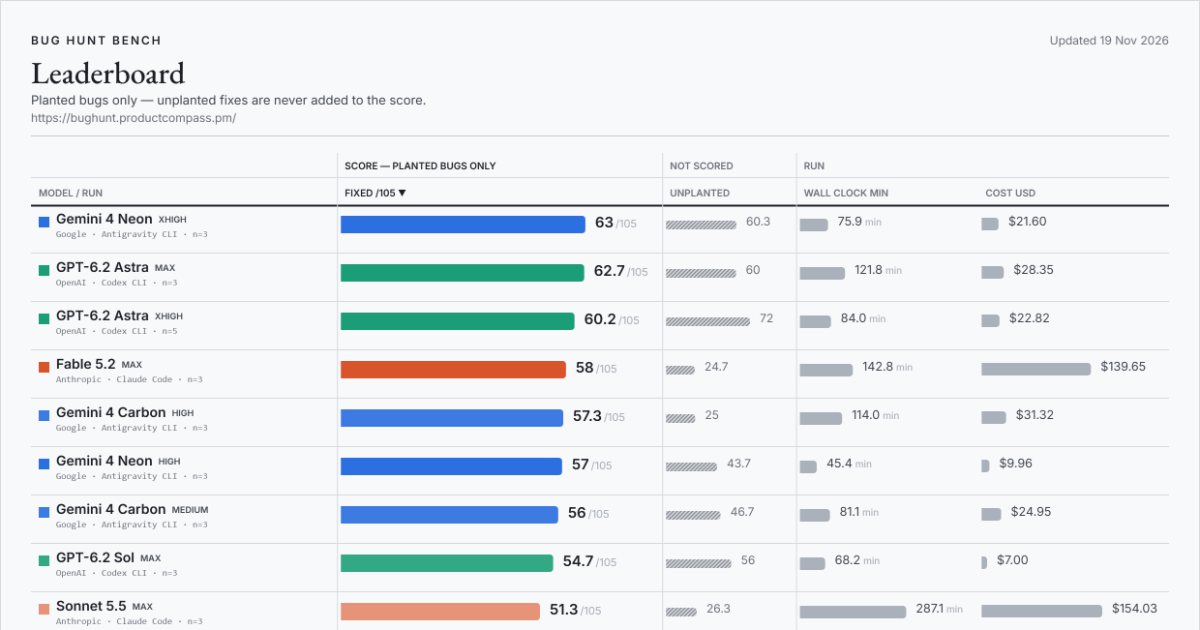 BUG HUNT BENCH
Updated 19 Nov 2026
Leaderboard
Planted bugs only — unplanted fixes are never added to the score.
https://bughunt.productcompass.pm/
SCORE — PLANTED BUGS ONLY NOT SCORED RUN
MODEL / RUN FIXED /105 ▼ UNPLANTED WALL CLOCK MIN COST USD
Gemini 4 Neon XHIGH 63 /105 60.3 75.9 min $21.60
Google · Antigravity CLI · n=3
GPT-6.2 Astra MAX 62.7 /105 60 121.8 min $28.35
OpenAI · Codex CLI · n=3
GPT-6.2 Astra XHIGH 60.2 /105 72 84.0 min $22.82
OpenAI · Codex CLI · n=5
Fable 5.2 MAX 58 /105 24.7 142.8 min $139.65
Anthropic · Claude Code · n=3
Gemini 4 Carbon HIGH 57.3 /105 25 114.0 min $31.32
Google · Antigravity CLI · n=3
Gemini 4 Neon HIGH 57 /105 43.7 45.4 min $9.96
Google · Antigravity CLI · n=3
Gemini 4 Carbon MEDIUM 56 /105 46.7 81.1 min $24.95
Google · Antigravity CLI · n=3
GPT-6.2 Sol MAX 54.7 /105 56 68.2 min $7.00
OpenAI · Codex CLI · n=3
Sonnet 5.5 MAX 51.3 /105 26.3 287.1 min $154.03
Anthropic · Claude Code · n=3